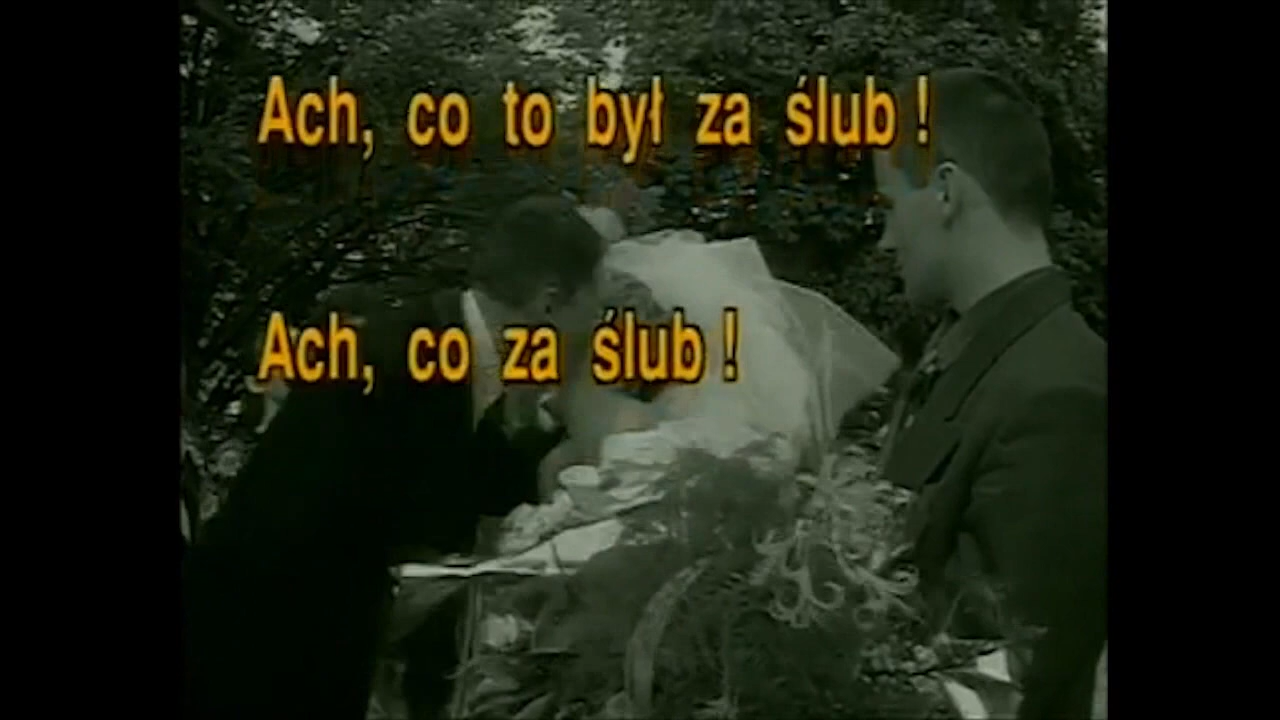 Ach, co to był za ślub !
Ach, co za ślub !